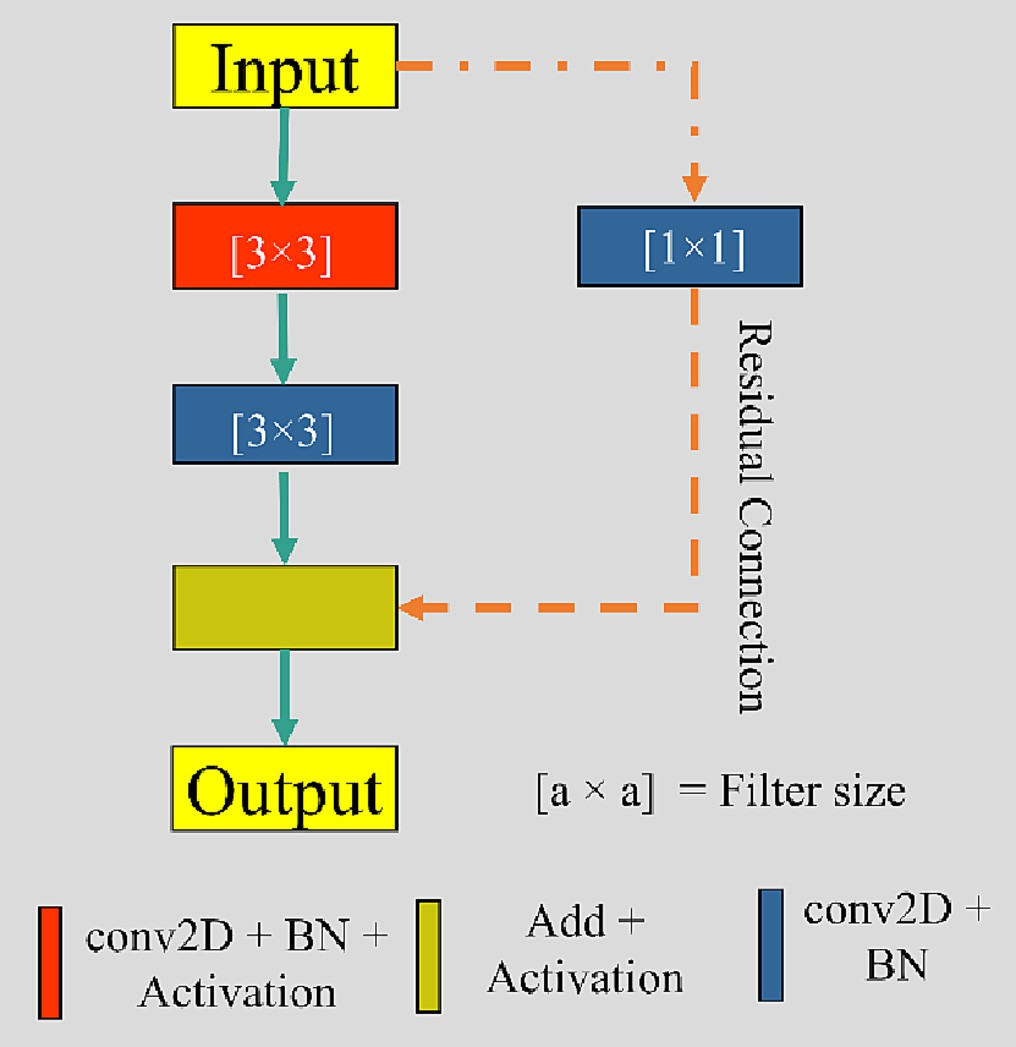 Input
[3×3]
[1×1]
[3×3]
Residual Connection
Output
[a × a] = Filter size
conv2D + BN +
Activation
Add +
Activation
conv2D +
BN